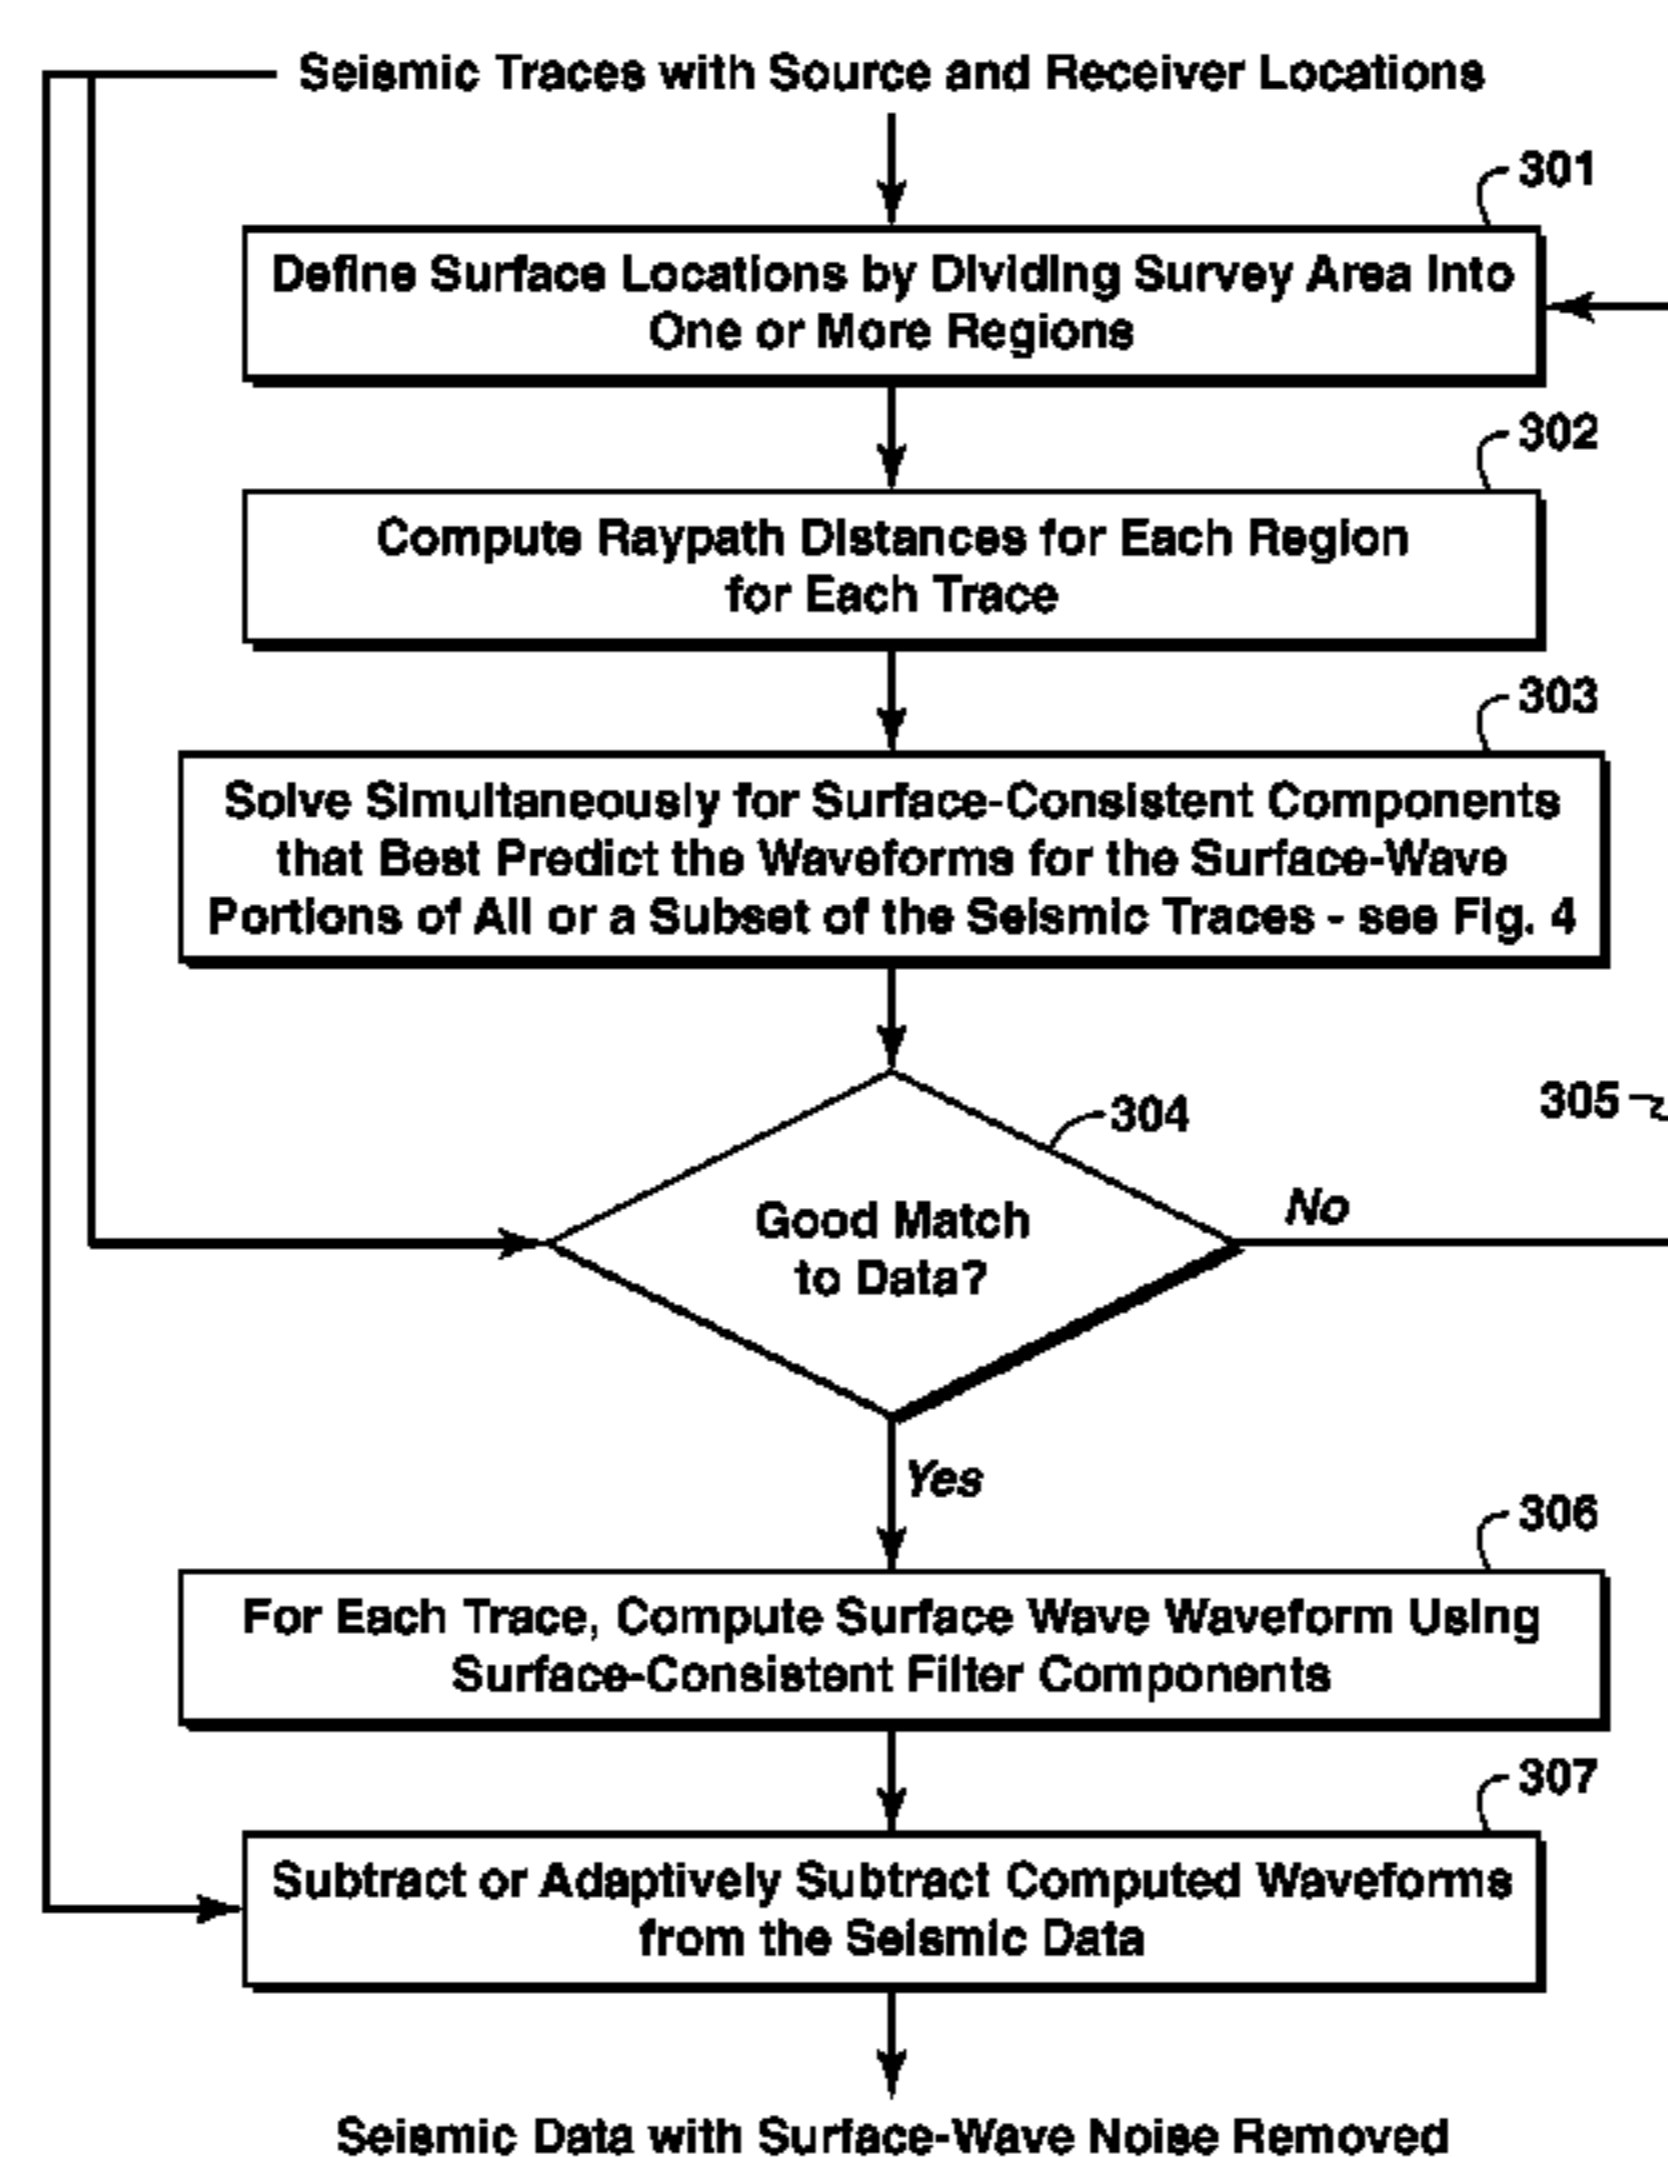 Seismic Traces with Source and Receiver Locations
301
Define Surface Locations by Dividing Survey Area Into
One or More Regions
302
Compute Raypath Distances for Each Region
for Each Trace
303
Solve Simultaneously for Surface-Consistent Components
that Best Predict the Waveforms for the Surface-Wave
Portions of All or a Subset of the Seismic Traces - see Fig. 4
304
305
Good Match
to Data?
No
Yes
306
For Each Trace, Compute Surface Wave Waveform Using
Surface-Consistent Filter Components
307
Subtract or Adaptively Subtract Computed Waveforms
from the Seismic Data
Seismic Data with Surface-Wave Noise Removed